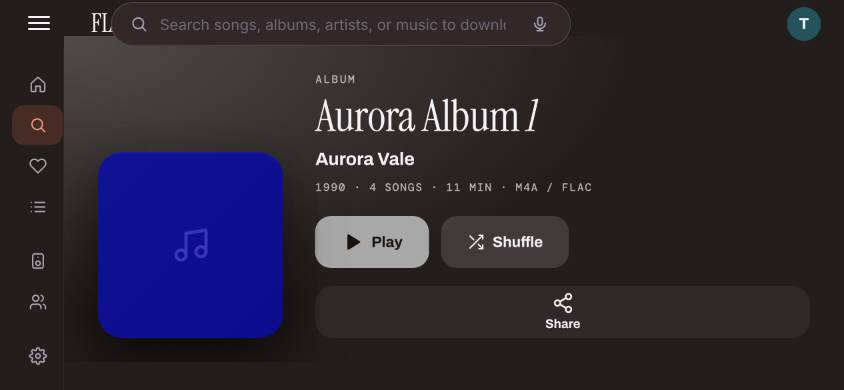 FL
Search songs, albums, artists, or music to downl
T
ALBUM
Aurora Album 1
Aurora Vale
1990 · 4 SONGS · 11 MIN · M4A / FLAC
Play
Shuffle
Share